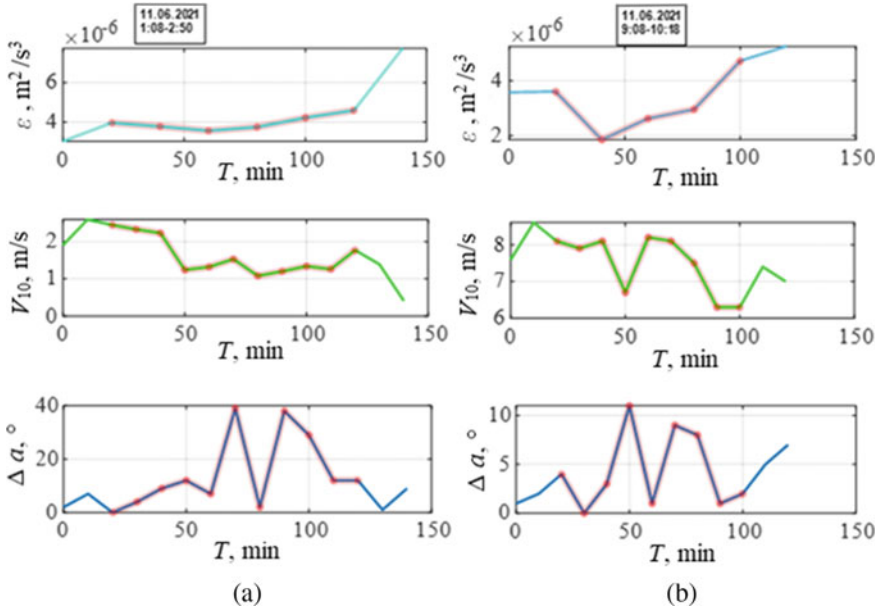 11.06.2021
1:08-2:50
×10⁻⁶
ε, m²/s³
6
4
0 50 100 150
T, min
V₁₀, m/s
2
1
0
0 50 100 150
T, min
Δ a, °
40
20
0
0 50 100 150
T, min
(a)
11.06.2021
9:08-10:18
×10⁻⁶
ε, m²/s³
4
2
0 50 100 150
T, min
V₁₀, m/s
8
7
6
0 50 100 150
T, min
Δ a, °
10
5
0
0 50 100 150
T, min
(b)